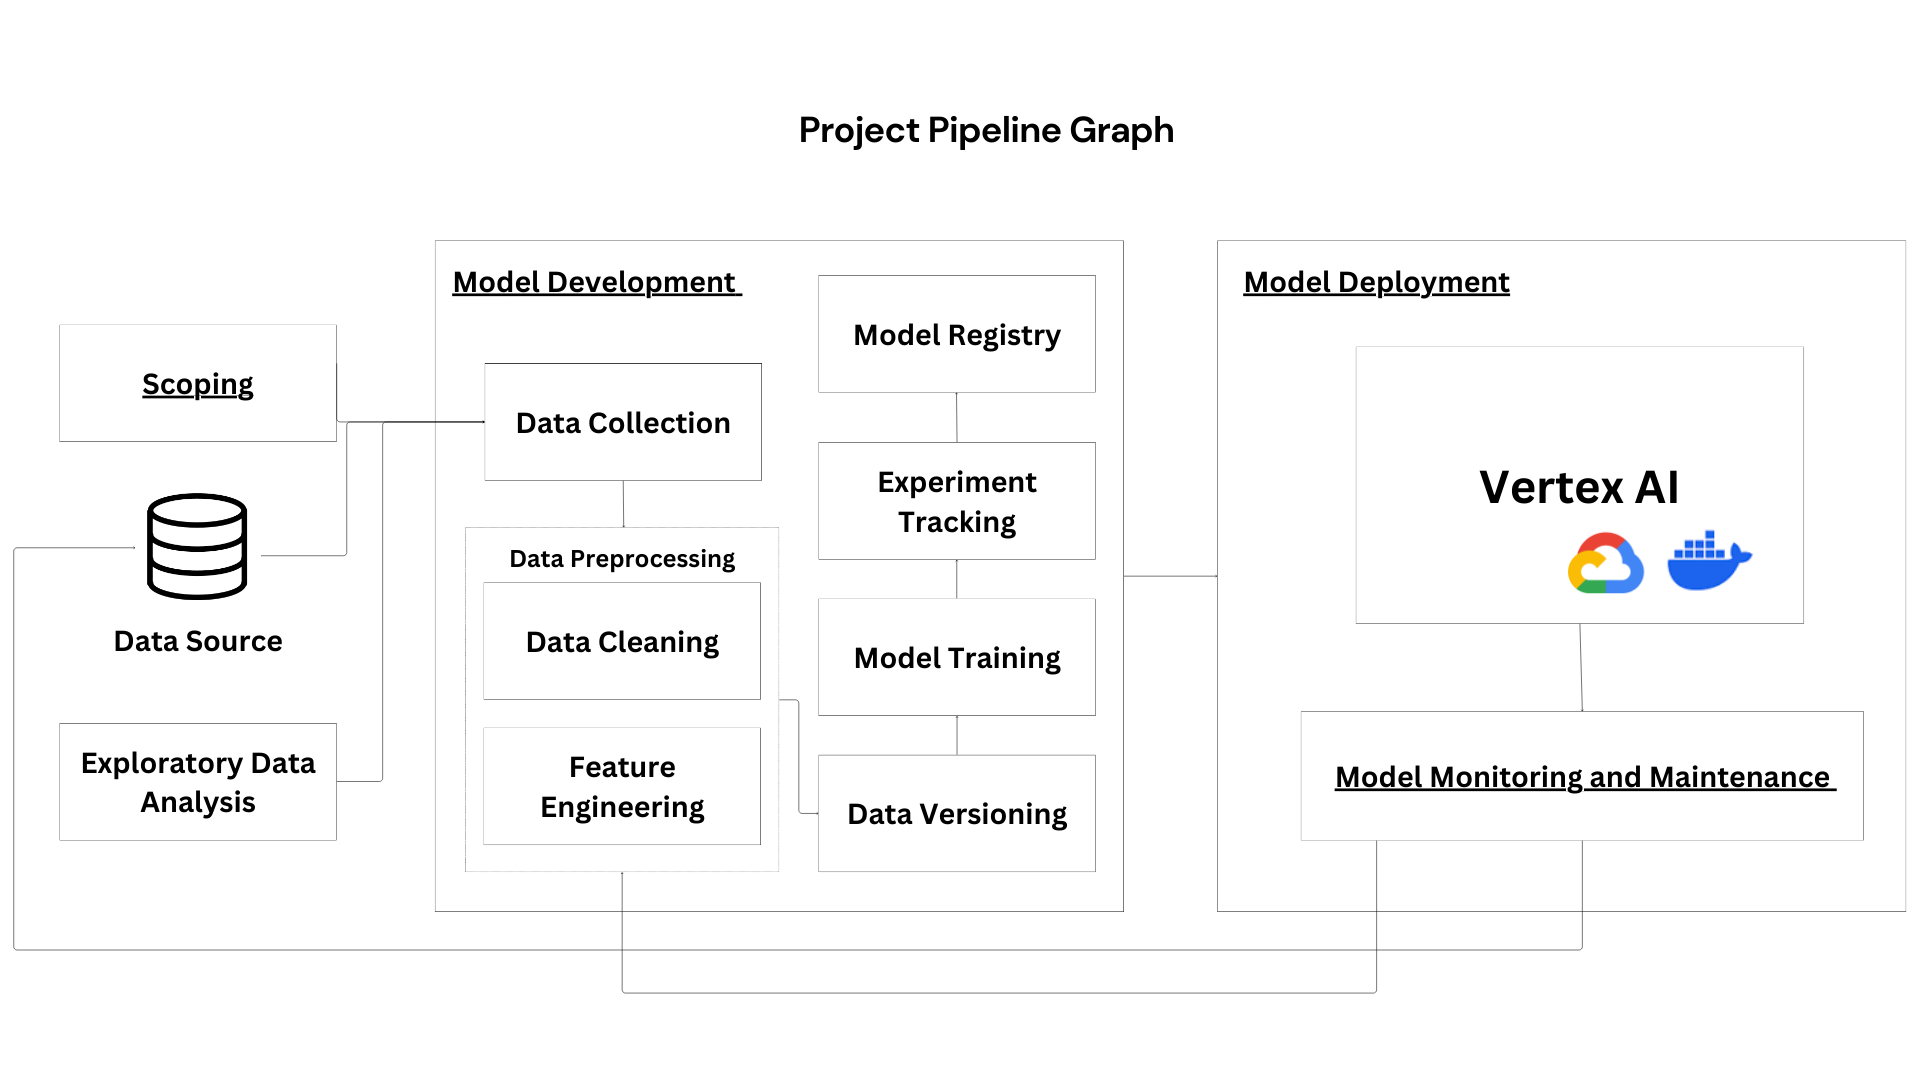 Project Pipeline Graph
Scoping
Data Source
Exploratory Data
Analysis
Model Development
Data Collection
Data Preprocessing
Data Cleaning
Feature
Engineering
Model Registry
Experiment
Tracking
Model Training
Data Versioning
Model Deployment
Vertex AI
Model Monitoring and Maintenance